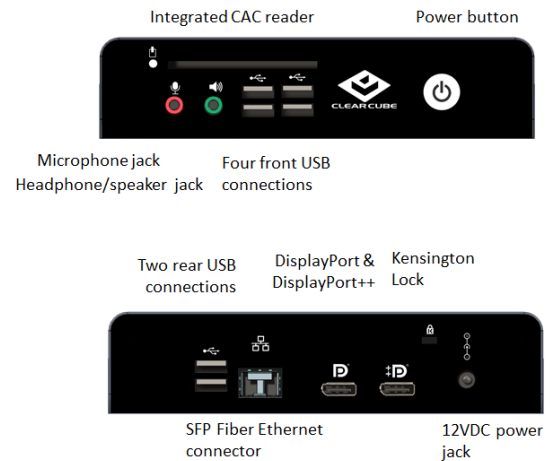 Integrated CAC reader
Power button
CLEARCUBE
Microphone jack
Headphone/speaker jack
Four front USB
connections
Two rear USB
connections
DisplayPort &
DisplayPort++
Kensington
Lock
SFP Fiber Ethernet
connector
12VDC power
jack